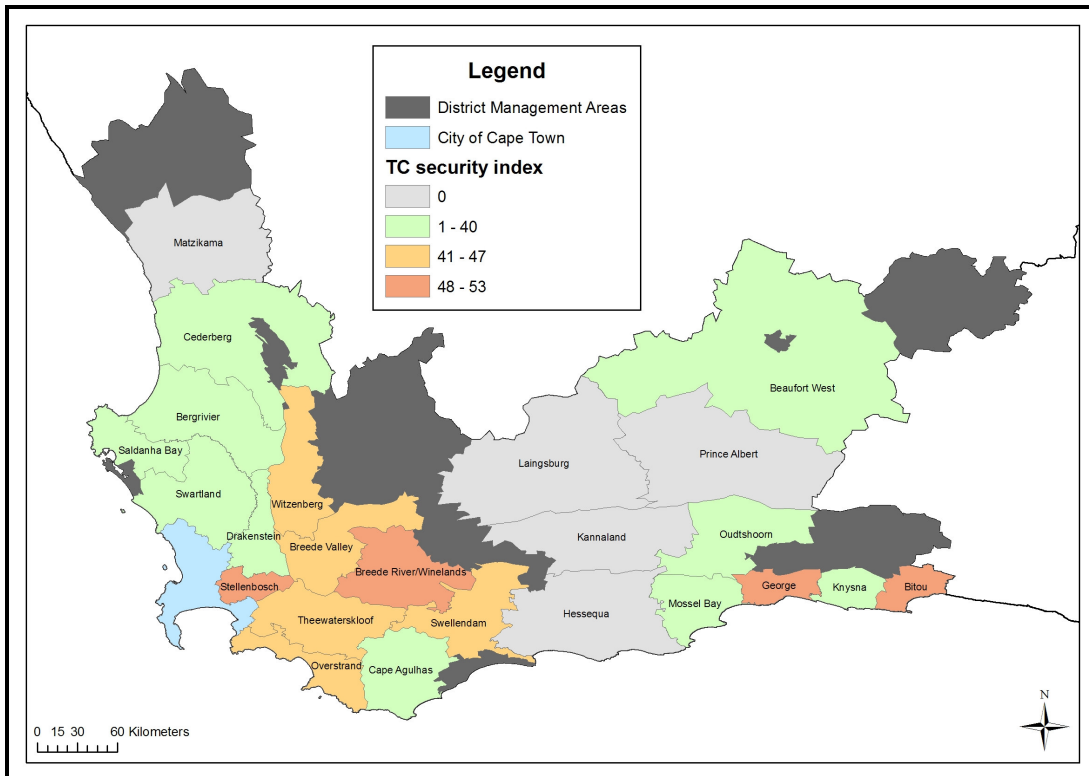 Legend
District Management Areas
City of Cape Town
TC security index
0
1 - 40
41 - 47
48 - 53
Matzikama
Cederberg
Beaufort West
Bergrivier
Saldanha Bay
Laingsburg
Prince Albert
Swartland
Witzenberg
Drakenstein
Oudtshoorn
Kannaland
Breede Valley
Breede River/Winelands
Stellenbosch
George
Knysna
Bitou
Mossel Bay
Hessequa
Theewaterskloof
Swellendam
Overstrand
Cape Agulhas
N
0 15 30 60 Kilometers